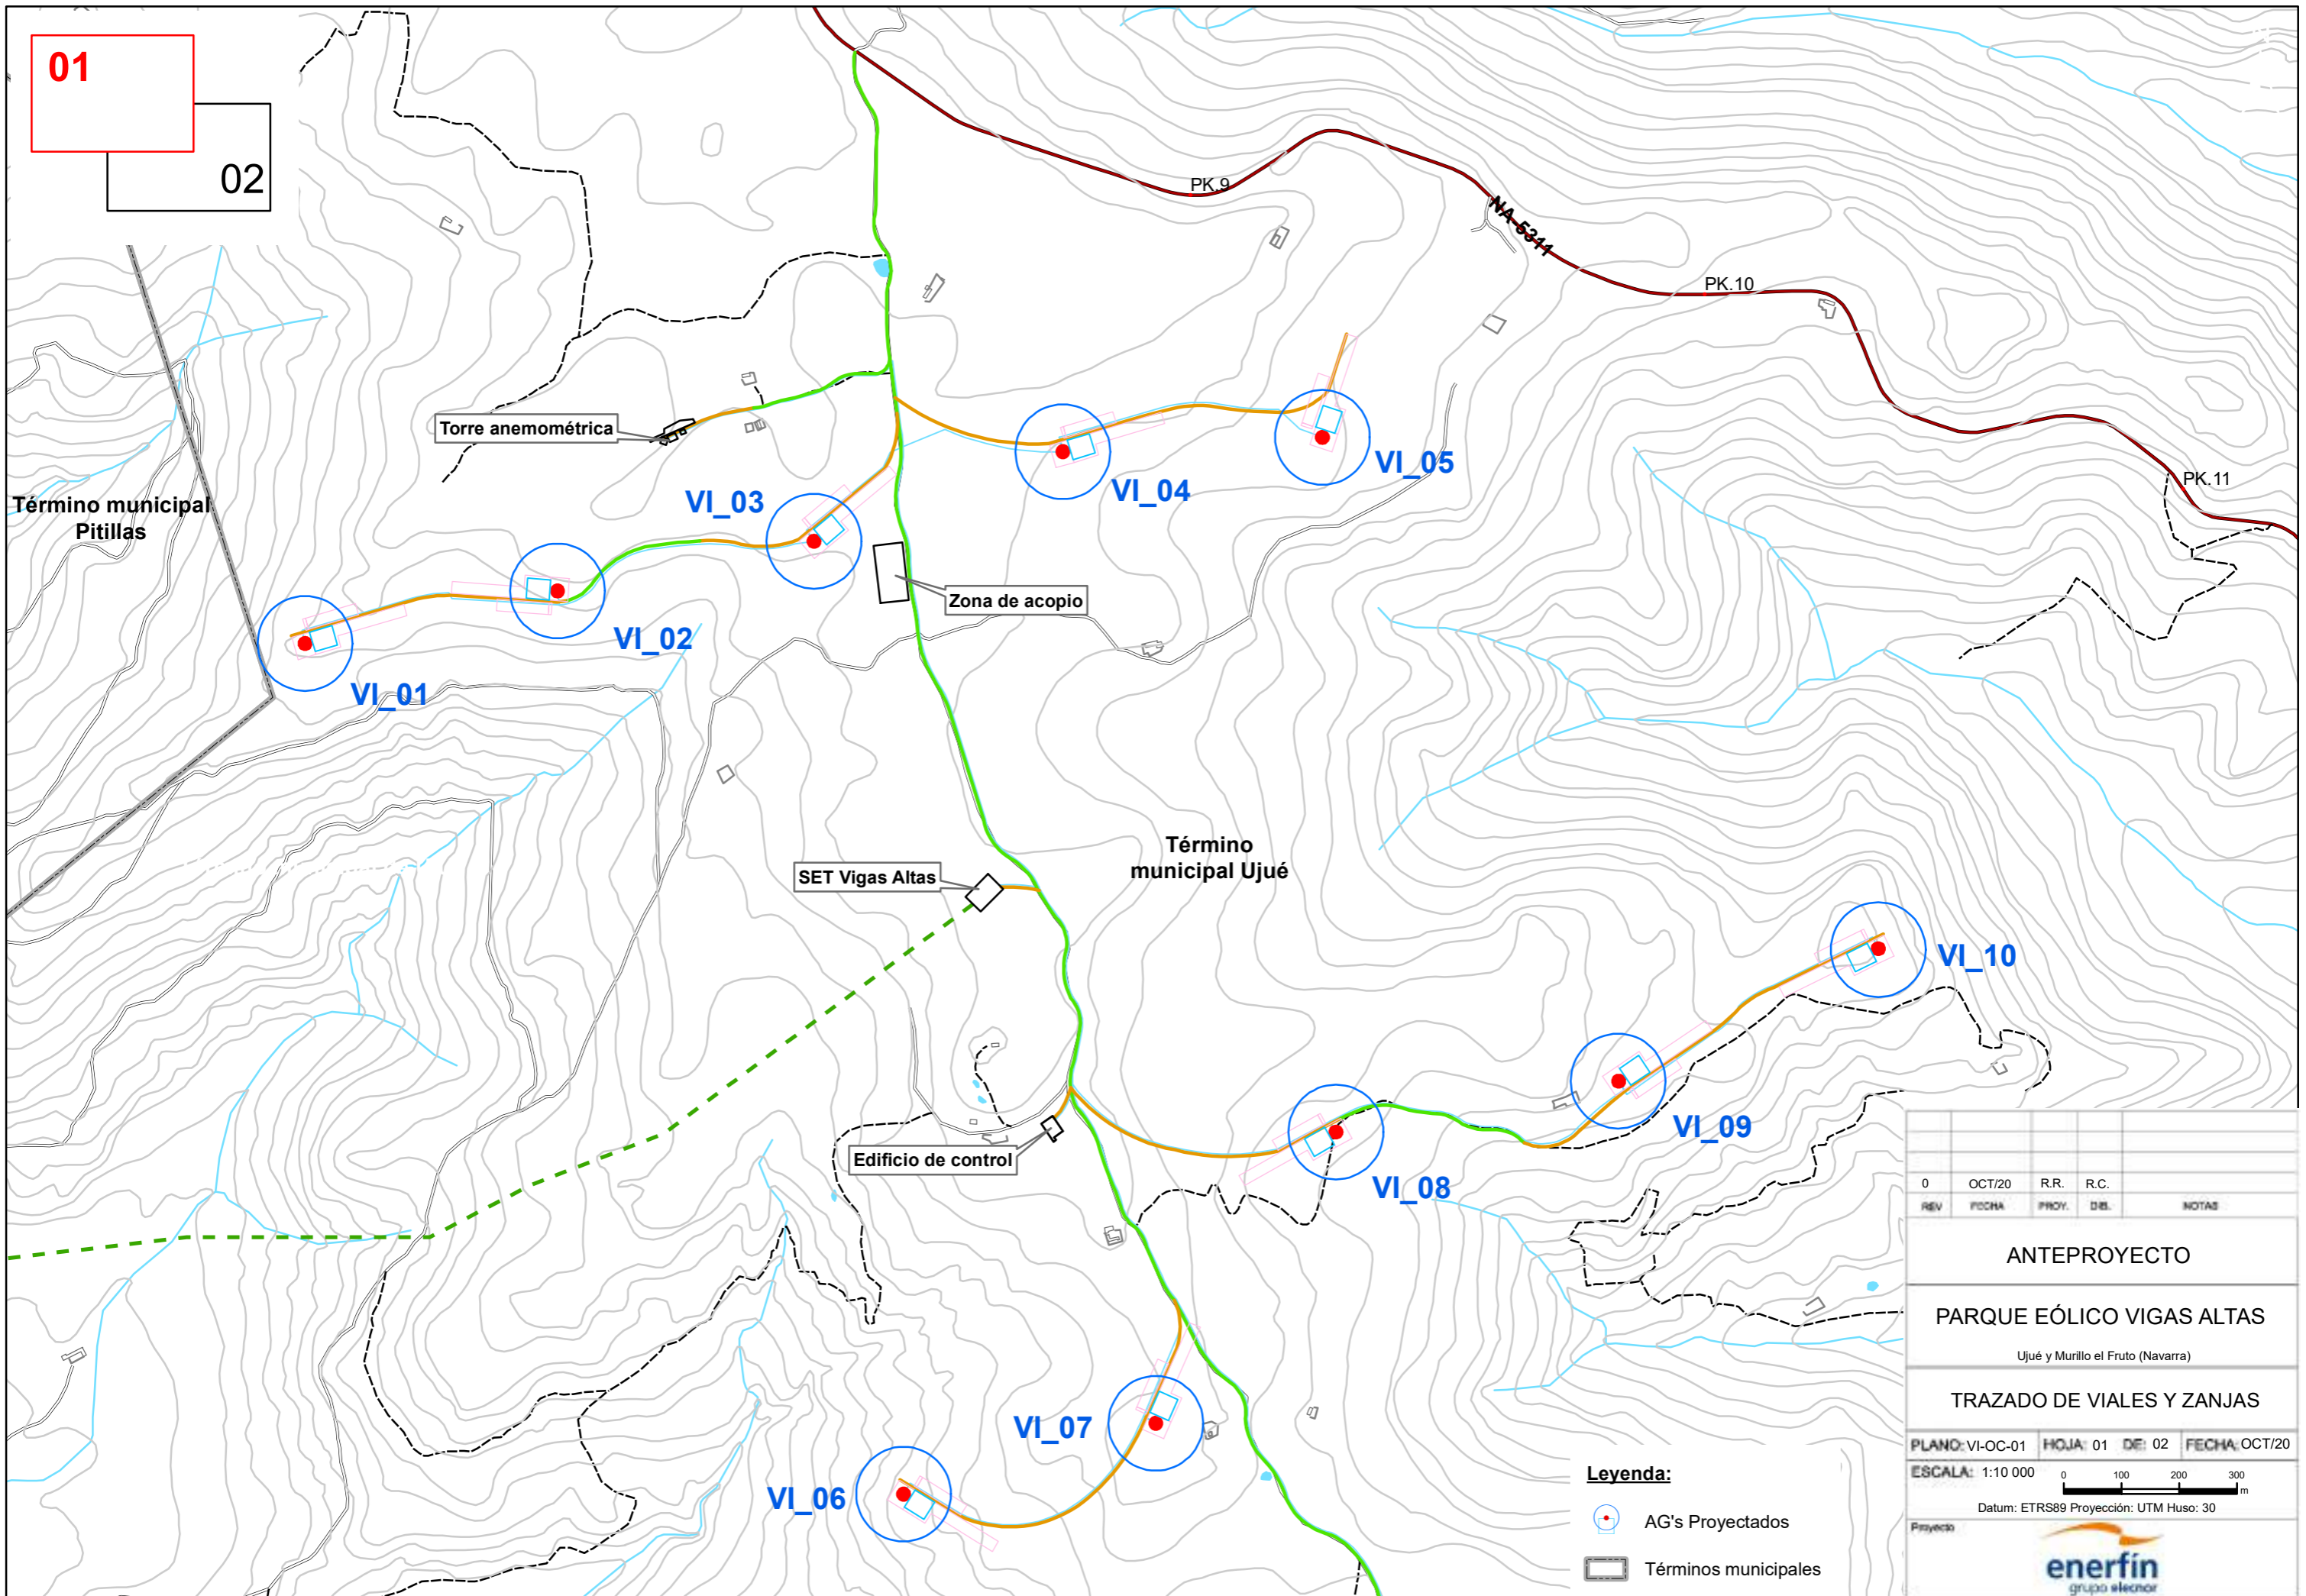 01
02
PK.9
NA-5311
PK.10
PK.11
Torre anemométrica
VI_03
VI_04
VI_05
Término municipal
Pitillas
Zona de acopio
VI_02
VI_01
SET Vigas Altas
Término
municipal Ujué
VI_10
VI_09
Edificio de control
VI_08
VI_07
VI_06
Leyenda:
AG's Proyectados
Términos municipales
0 OCT/20 R.R. R.C.
REV FECHA PROY. DIB. NOTAS
ANTEPROYECTO
PARQUE EÓLICO VIGAS ALTAS
Ujué y Murillo el Fruto (Navarra)
TRAZADO DE VIALES Y ZANJAS
PLANO: VI-OC-01 HOJA: 01 DE: 02 FECHA: OCT/20
ESCALA: 1:10 000 0 100 200 300 m
Datum: ETRS89 Proyección: UTM Huso: 30
Proyecto
enerfín
grupo elecnor